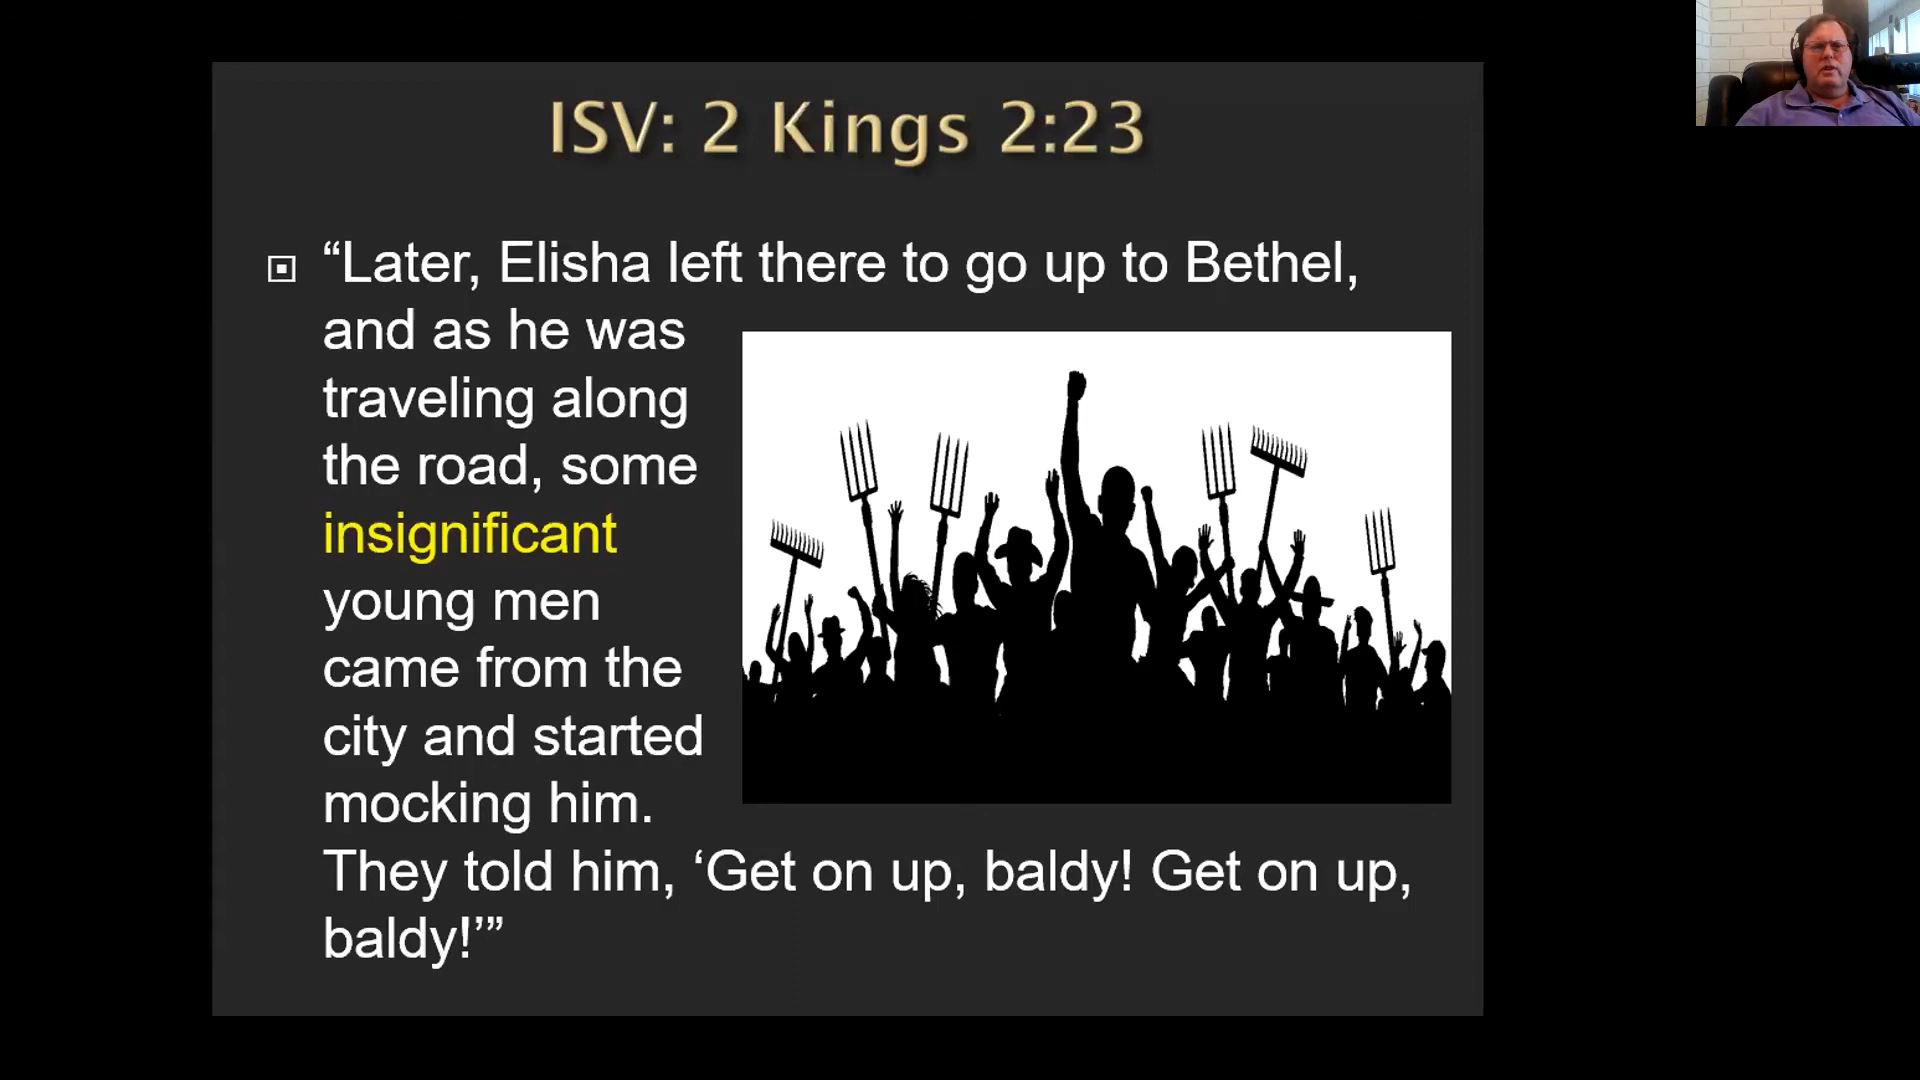 ISV: 2 Kings 2:23
“Later, Elisha left there to go up to Bethel,
and as he was
traveling along
the road, some
insignificant
young men
came from the
city and started
mocking him.
They told him, ‘Get on up, baldy! Get on up,
baldy!’”